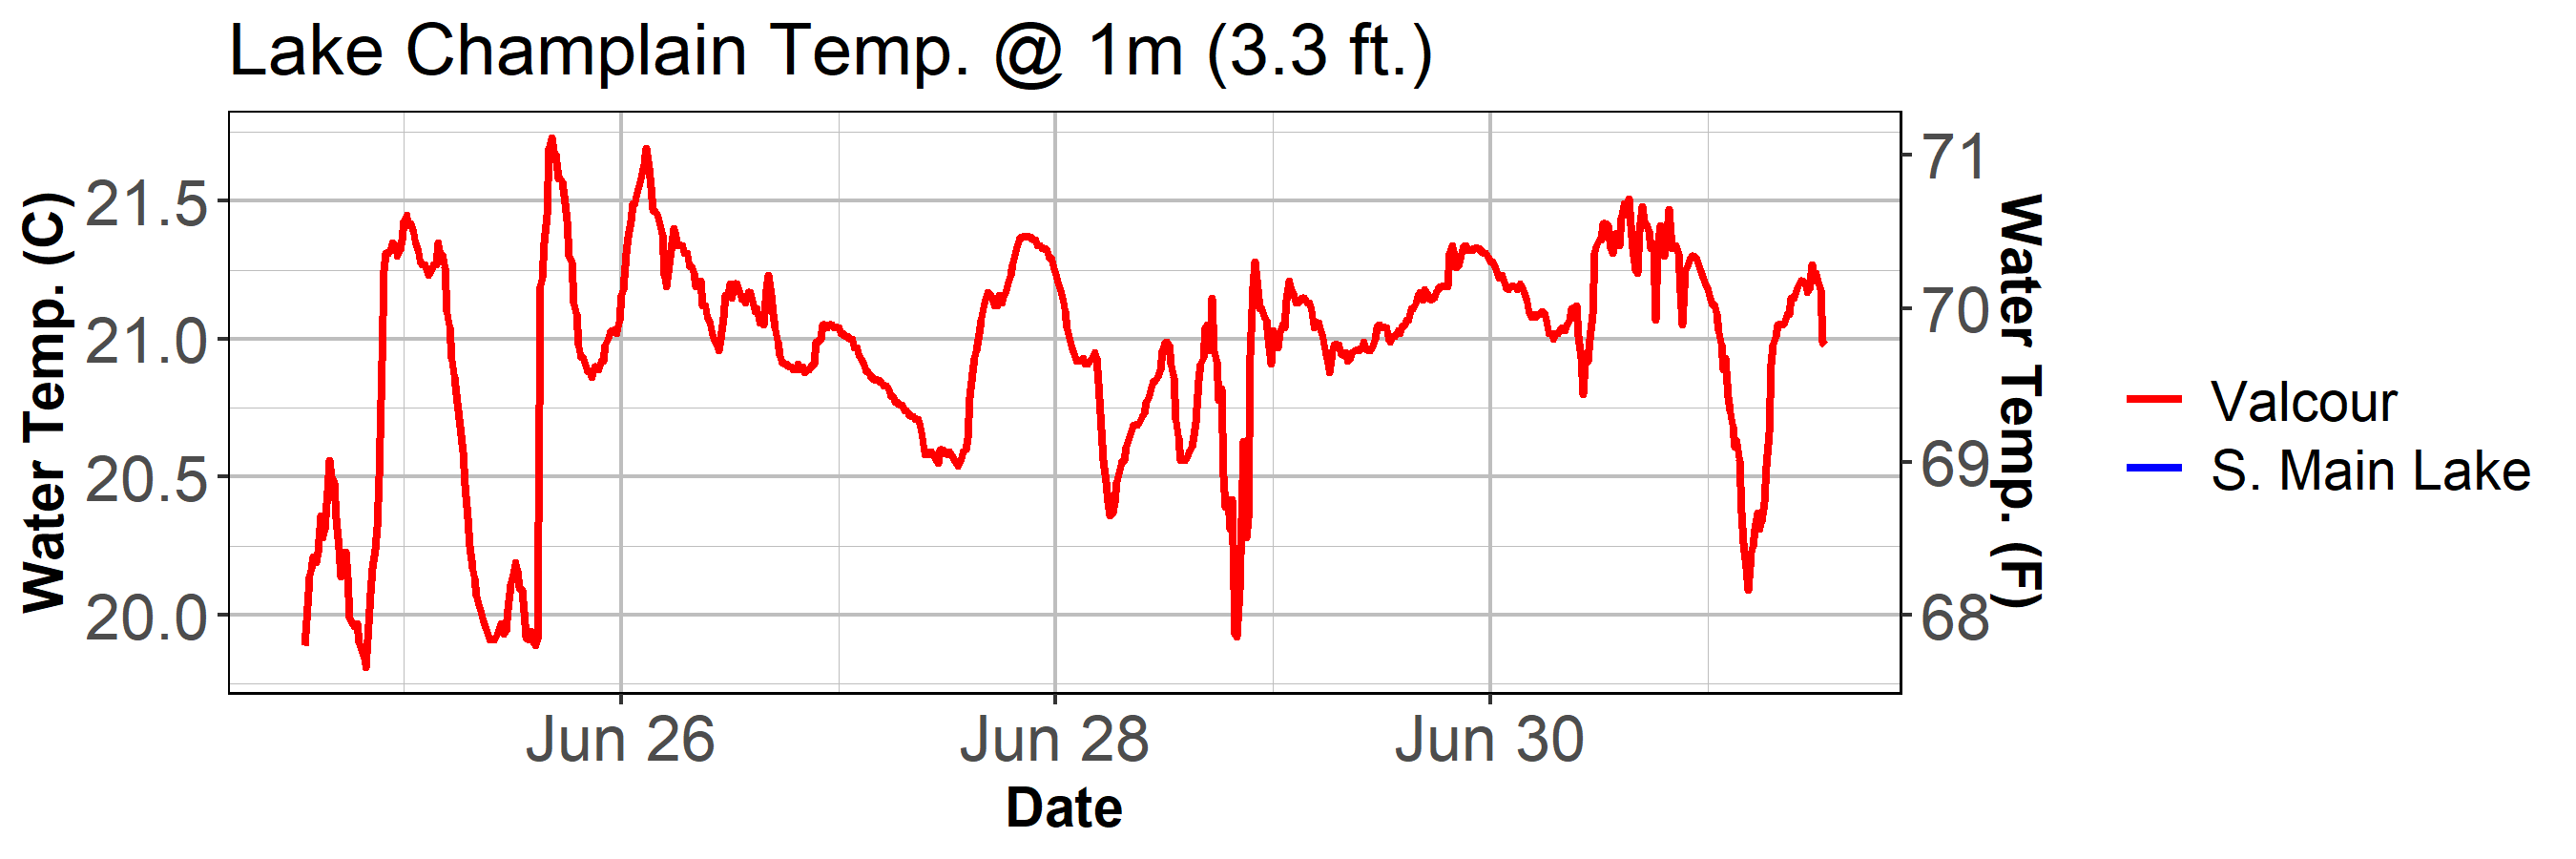 Lake Champlain Temp. @ 1m (3.3 ft.)
Water Temp. (C)
21.5
21.0
20.5
20.0
71
70
69
68
Water Temp. (F)
Jun 26
Jun 28
Jun 30
Date
Valcour
S. Main Lake